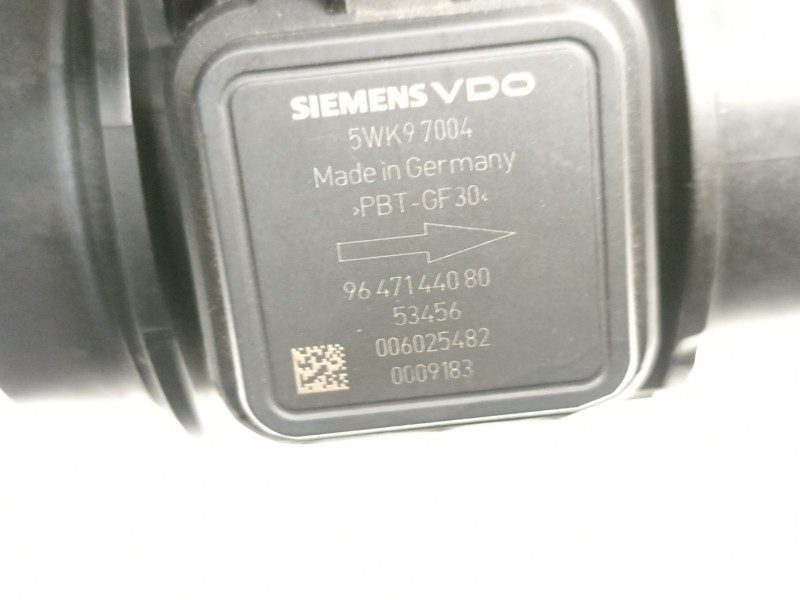 SIEMENS VDO
5WK9 7004
Made in Germany
>PBT-GF30<
96 471 440 80
53456
006025482
0009183